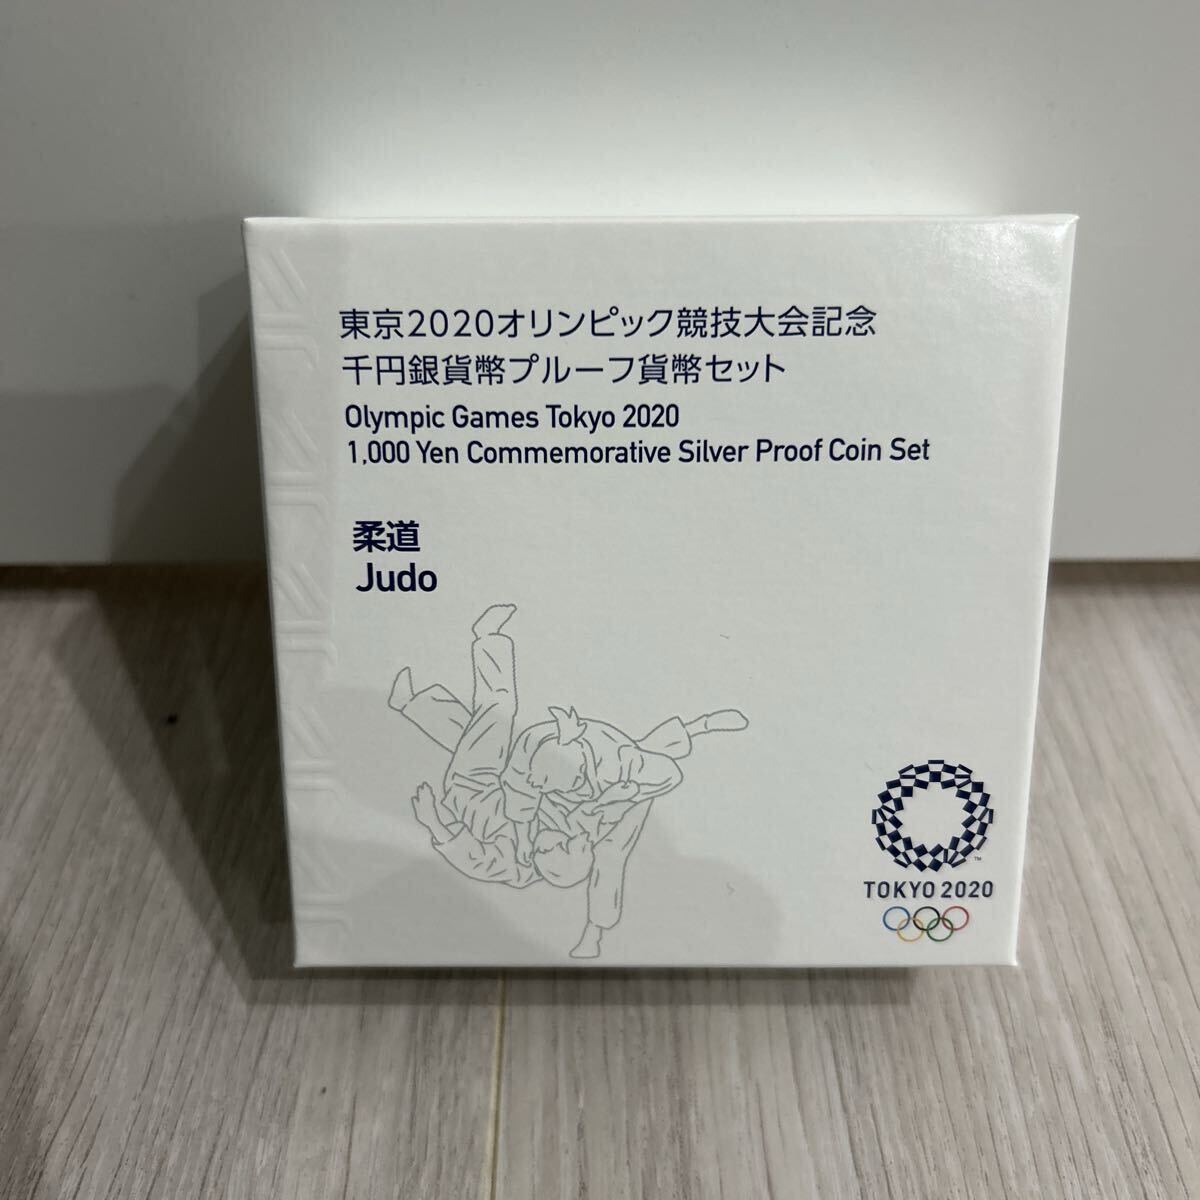 東京2020オリンピック競技大会記念
千円銀貨幣プルーフ貨幣セット
Olympic Games Tokyo 2020
1,000 Yen Commemorative Silver Proof Coin Set
柔道
Judo
TM
TOKYO 2020